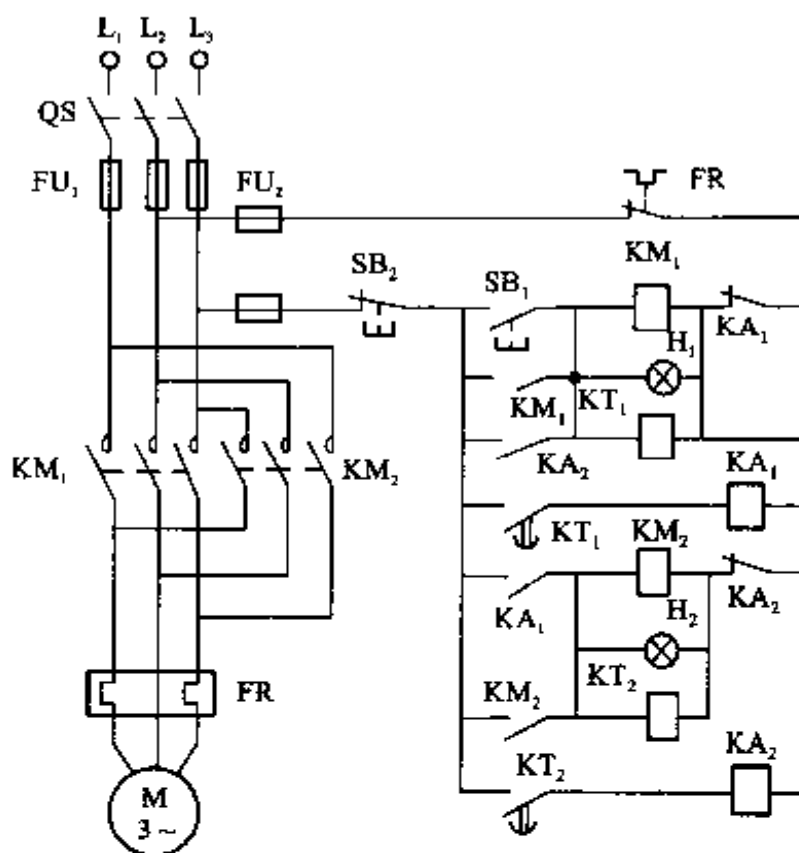 L₁ L₂ L₃
QS
FU₁ FU₂ FR
SB₂ SB₁ KM₁
KA₁
H₁
KM₁ KT₁
KM₁ KM₂ KA₂ KA₁
KT₁ KM₂
KA₁ H₂ KA₂
KT₂
FR KM₂
KT₂ KA₂
M
3 ~